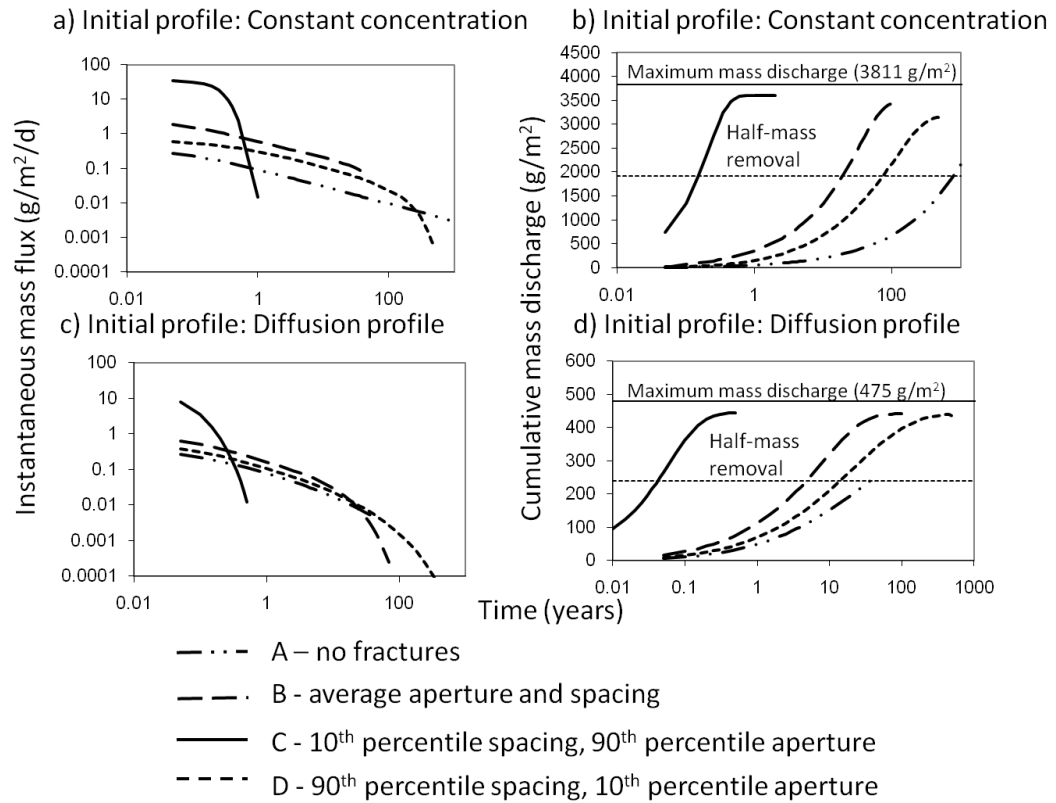 a) Initial profile: Constant concentration
100
10
1
0.1
0.01
0.001
0.0001
0.01
1
100
b) Initial profile: Constant concentration
4500
4000
3500
3000
2500
2000
1500
1000
500
0
Maximum mass discharge (3811 g/m²)
Half-mass
removal
0.01
1
100
c) Initial profile: Diffusion profile
100
10
1
0.1
0.01
0.001
0.0001
0.01
1
100
d) Initial profile: Diffusion profile
600
500
400
300
200
100
0
Maximum mass discharge (475 g/m²)
Half-mass
removal
0.01
0.1
1
10
100
1000
Instantaneous mass flux (g/m²/d)
Cumulative mass discharge (g/m²)
Time (years)
A – no fractures
B - average aperture and spacing
C - 10th percentile spacing, 90th percentile aperture
D - 90th percentile spacing, 10th percentile aperture